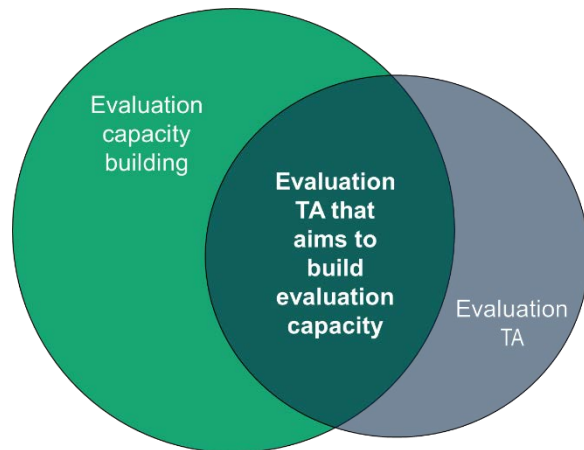 Evaluation
capacity
building
Evaluation
TA that
aims to
build
evaluation
capacity
Evaluation
TA